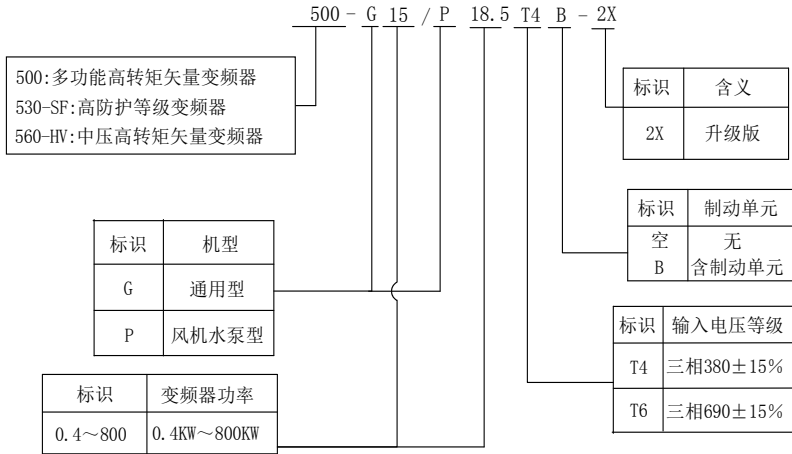 500-G 15/P 18.5 T4 B-2X
500:多功能高转矩矢量变频器
530-SF:高防护等级变频器
560-HV:中压高转矩矢量变频器
标识 含义
2X 升级版
标识 制动单元
空 无
B 含制动单元
标识 机型
G 通用型
P 风机水泵型
标识 输入电压等级
T4 三相380±15%
T6 三相690±15%
标识 变频器功率
0.4～800 0.4KW～800KW